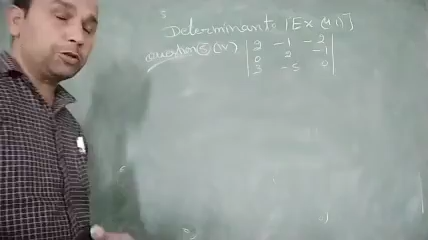 Determinants [Ex (4.1)]
Question 5 (iv) | 2 -1 -2 |
| 0 2 -1 |
| 3 -5 0 |